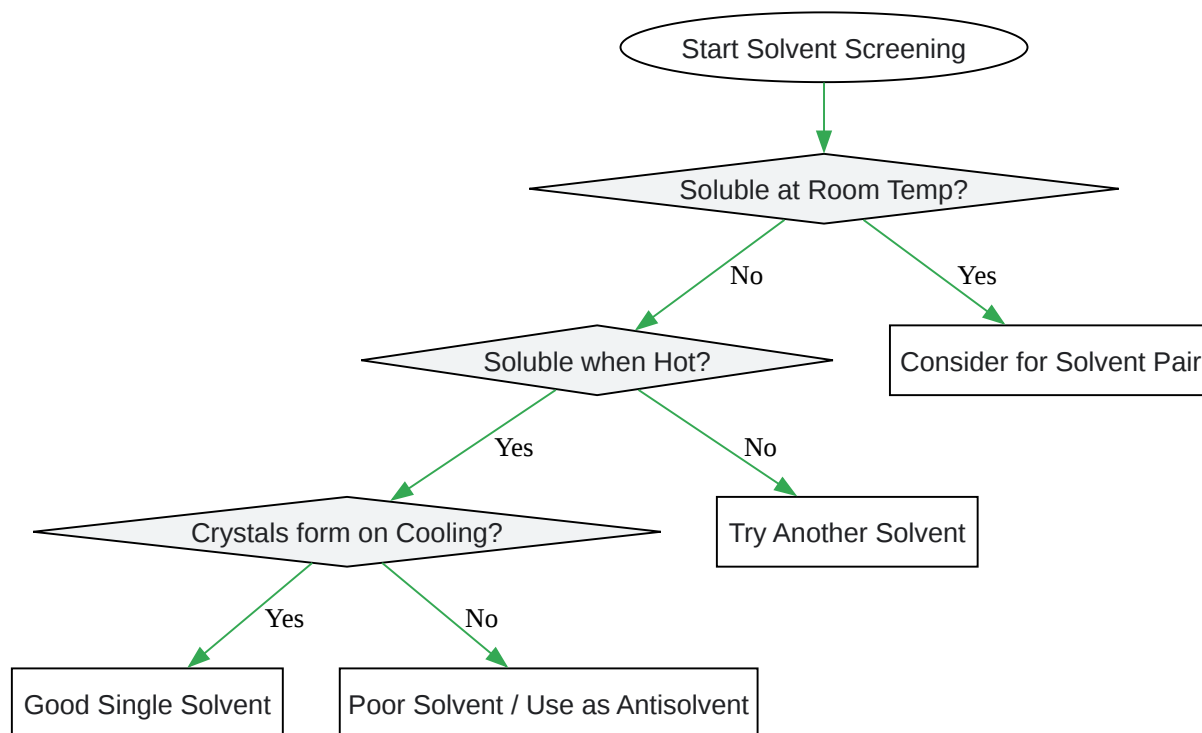 Start Solvent Screening
Soluble at Room Temp?
No
Yes
Soluble when Hot?
Consider for Solvent Pair
Yes
No
Crystals form on Cooling?
Try Another Solvent
Yes
No
Good Single Solvent
Poor Solvent / Use as Antisolvent